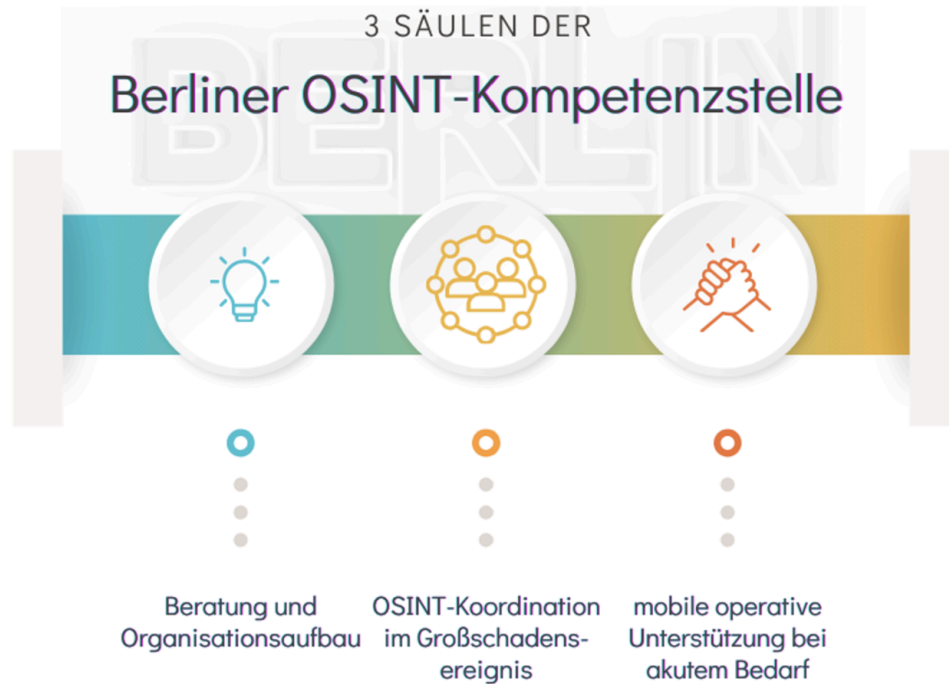 3 SÄULEN DER
BERLIN
Berliner OSINT-Kompetenzstelle
Beratung und
Organisationsaufbau
OSINT-Koordination
im Großschadens-
ereignis
mobile operative
Unterstützung bei
akutem Bedarf